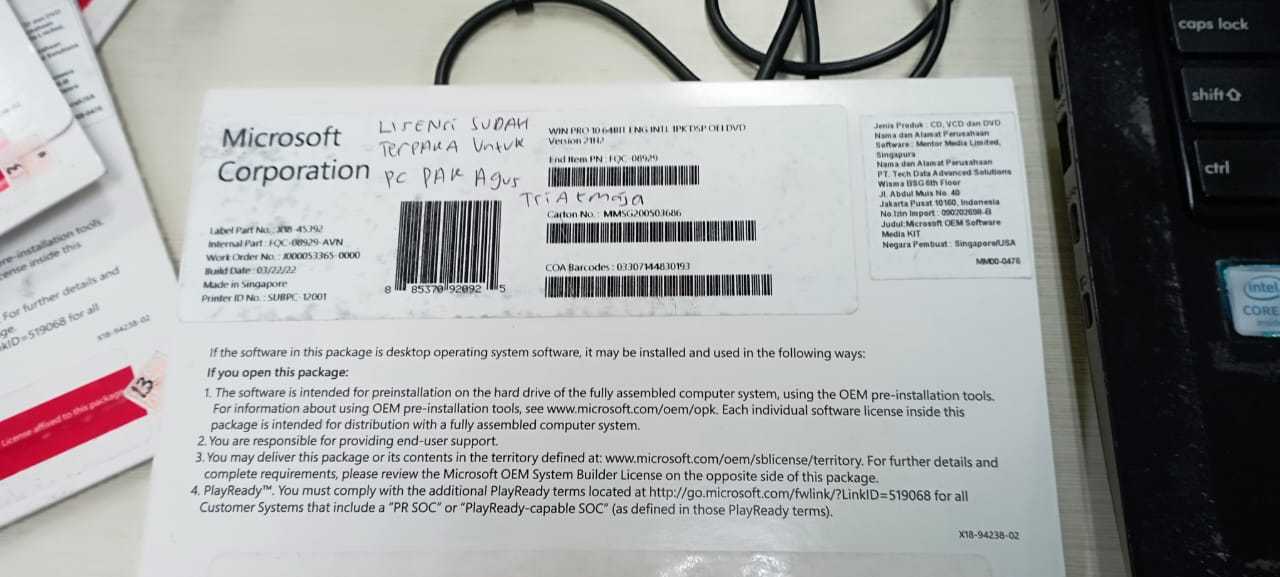 Microsoft
Corporation
LISENCI SUDAH
TERPAKA UNTUK
PC PAK AGUS
TRIATMAJA
WIN PRO 10 64BIT ENG INTL 1PK DSP OEI DVD
Version 21H2
End Item PN : FQC-08929
Carton No. : MMSG200503686
COA Barcodes : 03307144830193
Label Part No.: X18-45392
Internal Part : FQC-08929-AVN
Work Order No. : J000053365-0000
Build Date : 03/22/22
Made in Singapore
Printer ID No. : SUBPC-12001
8 85370 92092 5
Jenis Produk : CD, VCD dan DVD
Nama dan Alamat Perusahaan
Software : Mentor Media Limited,
Singapura
Nama dan Alamat Perusahaan
PT. Tech Data Advanced Solutions
Wisma BSG 6th Floor
Jl. Abdul Muis No. 40
Jakarta Pusat 10160, Indonesia
No.Izin Import : 090202698-B
Judul:Microsoft OEM Software
Media KIT
Negara Pembuat : Singapore/USA
MM00-0476
If the software in this package is desktop operating system software, it may be installed and used in the following ways:
If you open this package:
1. The software is intended for preinstallation on the hard drive of the fully assembled computer system, using the OEM pre-installation tools.
For information about using OEM pre-installation tools, see www.microsoft.com/oem/opk. Each individual software license inside this
package is intended for distribution with a fully assembled computer system.
2. You are responsible for providing end-user support.
3. You may deliver this package or its contents in the territory defined at: www.microsoft.com/oem/sblicense/territory. For further details and
complete requirements, please review the Microsoft OEM System Builder License on the opposite side of this package.
4. PlayReady™. You must comply with the additional PlayReady terms located at http://go.microsoft.com/fwlink/?LinkID=519068 for all
Customer Systems that include a "PR SOC" or "PlayReady-capable SOC" (as defined in those PlayReady terms).
X18-94238-02
pre-installation tools.
license inside this
For further details and
kID=519068 for all
X18-94238-02
License affixed to this package
13
caps lock
shift
ctrl
intel
CORE